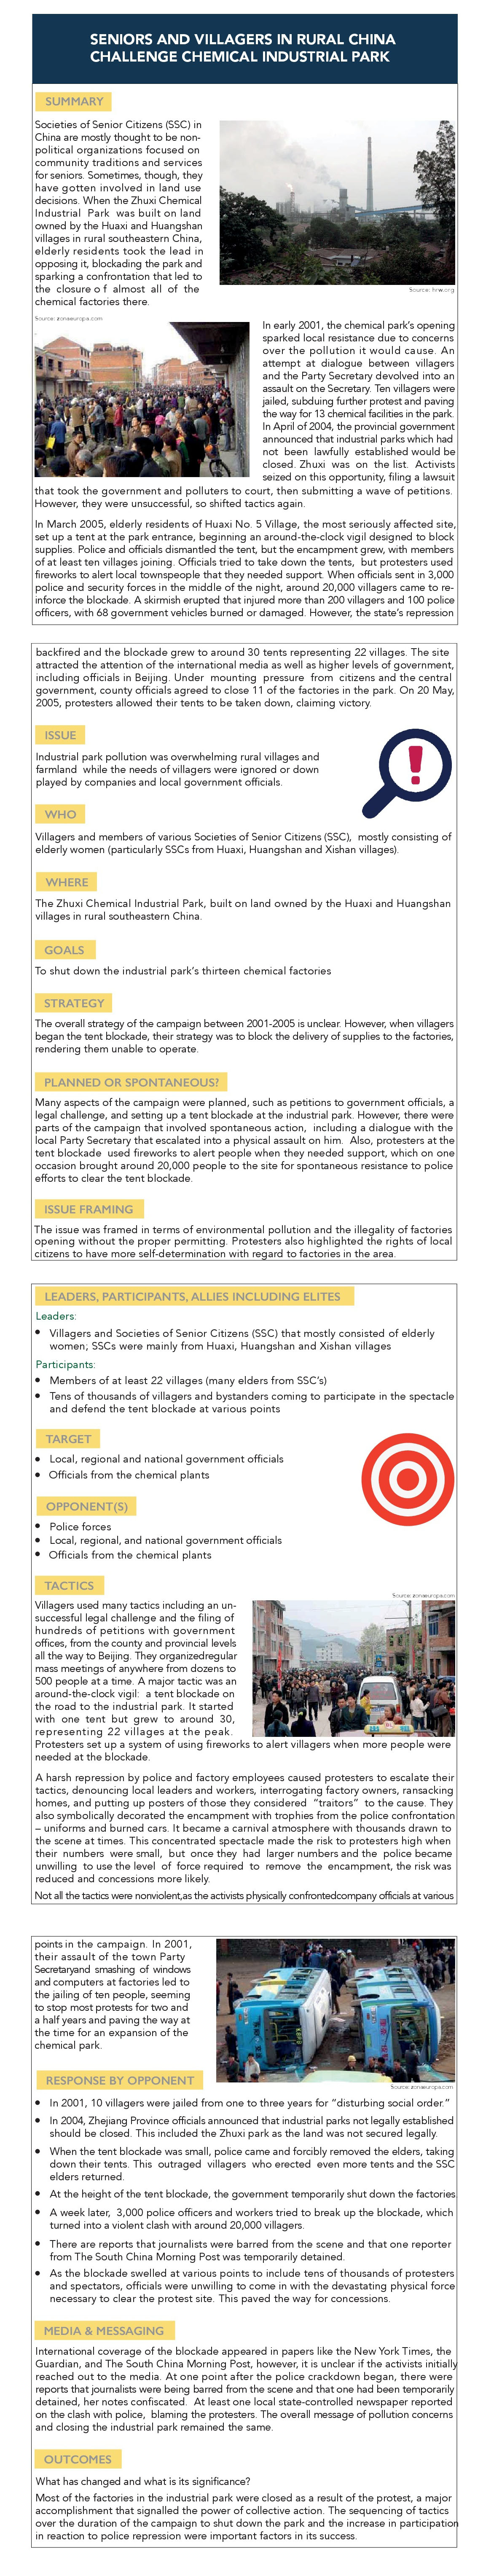 SENIORS AND VILLAGERS IN RURAL CHINA
CHALLENGE CHEMICAL INDUSTRIAL PARK
SUMMARY
Societies of Senior Citizens (SSC) in
China are mostly thought to be non-
political organizations focused on
community traditions and services
for seniors. Sometimes, though, they
have gotten involved in land use
decisions. When the Zhuxi Chemical
Industrial Park was built on land
owned by the Huaxi and Huangshan
villages in rural southeastern China,
elderly residents took the lead in
opposing it, blockading the park and
sparking a confrontation that led to
the closure o f almost all of the
chemical factories there.
Source: hrw.org
Source: zonaeuropa.com
In early 2001, the chemical park's opening
sparked local resistance due to concerns
over the pollution it would cause. An
attempt at dialogue between villagers
and the Party Secretary devolved into an
assault on the Secretary. Ten villagers were
jailed, subduing further protest and paving
the way for 13 chemical facilities in the park.
In April of 2004, the provincial government
announced that industrial parks which had
not been lawfully established would be
closed. Zhuxi was on the list. Activists
seized on this opportunity, filing a lawsuit
that took the government and polluters to court, then submitting a wave of petitions.
However, they were unsuccessful, so shifted tactics again.
In March 2005, elderly residents of Huaxi No. 5 Village, the most seriously affected site,
set up a tent at the park entrance, beginning an around-the-clock vigil designed to block
supplies. Police and officials dismantled the tent, but the encampment grew, with members
of at least ten villages joining. Officials tried to take down the tents, but protesters used
fireworks to alert local townspeople that they needed support. When officials sent in 3,000
police and security forces in the middle of the night, around 20,000 villagers came to re-
inforce the blockade. A skirmish erupted that injured more than 200 villagers and 100 police
officers, with 68 government vehicles burned or damaged. However, the state's repression
backfired and the blockade grew to around 30 tents representing 22 villages. The site
attracted the attention of the international media as well as higher levels of government,
including officials in Beijing. Under mounting pressure from citizens and the central
government, county officials agreed to close 11 of the factories in the park. On 20 May,
2005, protesters allowed their tents to be taken down, claiming victory.
ISSUE
Industrial park pollution was overwhelming rural villages and
farmland while the needs of villagers were ignored or down
played by companies and local government officials.
WHO
Villagers and members of various Societies of Senior Citizens (SSC), mostly consisting of
elderly women (particularly SSCs from Huaxi, Huangshan and Xishan villages).
WHERE
The Zhuxi Chemical Industrial Park, built on land owned by the Huaxi and Huangshan
villages in rural southeastern China.
GOALS
To shut down the industrial park's thirteen chemical factories
STRATEGY
The overall strategy of the campaign between 2001-2005 is unclear. However, when villagers
began the tent blockade, their strategy was to block the delivery of supplies to the factories,
rendering them unable to operate.
PLANNED OR SPONTANEOUS?
Many aspects of the campaign were planned, such as petitions to government officials, a
legal challenge, and setting up a tent blockade at the industrial park. However, there were
parts of the campaign that involved spontaneous action, including a dialogue with the
local Party Secretary that escalated into a physical assault on him. Also, protesters at the
tent blockade used fireworks to alert people when they needed support, which on one
occasion brought around 20,000 people to the site for spontaneous resistance to police
efforts to clear the tent blockade.
ISSUE FRAMING
The issue was framed in terms of environmental pollution and the illegality of factories
opening without the proper permitting. Protesters also highlighted the rights of local
citizens to have more self-determination with regard to factories in the area.
LEADERS, PARTICIPANTS, ALLIES INCLUDING ELITES
Leaders:
• Villagers and Societies of Senior Citizens (SSC) that mostly consisted of elderly
women; SSCs were mainly from Huaxi, Huangshan and Xishan villages
Participants:
• Members of at least 22 villages (many elders from SSC's)
• Tens of thousands of villagers and bystanders coming to participate in the spectacle
and defend the tent blockade at various points
TARGET
• Local, regional and national government officials
• Officials from the chemical plants
OPPONENT(S)
• Police forces
• Local, regional, and national government officials
• Officials from the chemical plants
TACTICS
Source: zonaeuropa.com
Villagers used many tactics including an un-
successful legal challenge and the filing of
hundreds of petitions with government
offices, from the county and provincial levels
all the way to Beijing. They organizedregular
mass meetings of anywhere from dozens to
500 people at a time. A major tactic was an
around-the-clock vigil: a tent blockade on
the road to the industrial park. It started
with one tent but grew to around 30,
representing 22 villages at the peak.
Protesters set up a system of using fireworks to alert villagers when more people were
needed at the blockade.
A harsh repression by police and factory employees caused protesters to escalate their
tactics, denouncing local leaders and workers, interrogating factory owners, ransacking
homes, and putting up posters of those they considered "traitors" to the cause. They
also symbolically decorated the encampment with trophies from the police confrontation
– uniforms and burned cars. It became a carnival atmosphere with thousands drawn to
the scene at times. This concentrated spectacle made the risk to protesters high when
their numbers were small, but once they had larger numbers and the police became
unwilling to use the level of force required to remove the encampment, the risk was
reduced and concessions more likely.
Not all the tactics were nonviolent,as the activists physically confrontedcompany officials at various
points in the campaign. In 2001,
their assault of the town Party
Secretaryand smashing of windows
and computers at factories led to
the jailing of ten people, seeming
to stop most protests for two and
a half years and paving the way at
the time for an expansion of the
chemical park.
Source: zonaeuropa.com
RESPONSE BY OPPONENT
• In 2001, 10 villagers were jailed from one to three years for "disturbing social order."
• In 2004, Zhejiang Province officials announced that industrial parks not legally established
should be closed. This included the Zhuxi park as the land was not secured legally.
• When the tent blockade was small, police came and forcibly removed the elders, taking
down their tents. This outraged villagers who erected even more tents and the SSC
elders returned.
• At the height of the tent blockade, the government temporarily shut down the factories.
• A week later, 3,000 police officers and workers tried to break up the blockade, which
turned into a violent clash with around 20,000 villagers.
• There are reports that journalists were barred from the scene and that one reporter
from The South China Morning Post was temporarily detained.
• As the blockade swelled at various points to include tens of thousands of protesters
and spectators, officials were unwilling to come in with the devastating physical force
necessary to clear the protest site. This paved the way for concessions.
MEDIA & MESSAGING
International coverage of the blockade appeared in papers like the New York Times, the
Guardian, and The South China Morning Post, however, it is unclear if the activists initially
reached out to the media. At one point after the police crackdown began, there were
reports that journalists were being barred from the scene and that one had been temporarily
detained, her notes confiscated. At least one local state-controlled newspaper reported
on the clash with police, blaming the protesters. The overall message of pollution concerns
and closing the industrial park remained the same.
OUTCOMES
What has changed and what is its significance?
Most of the factories in the industrial park were closed as a result of the protest, a major
accomplishment that signalled the power of collective action. The sequencing of tactics
over the duration of the campaign to shut down the park and the increase in participation
in reaction to police repression were important factors in its success.